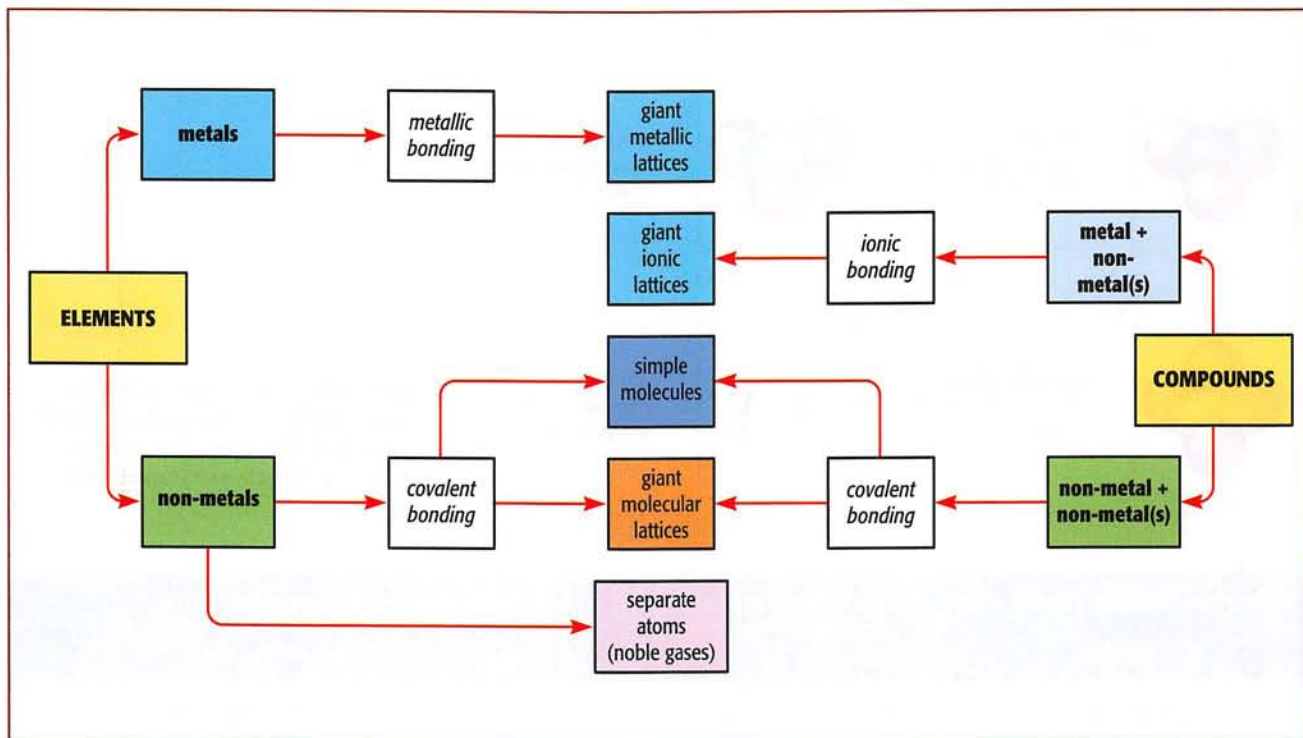 metals
metallic
bonding
giant
metallic
lattices
giant
ionic
lattices
ionic
bonding
metal +
non-
metal(s)
ELEMENTS
simple
molecules
COMPOUNDS
non-metals
covalent
bonding
giant
molecular
lattices
covalent
bonding
non-metal +
non-metal(s)
separate
atoms
(noble gases)